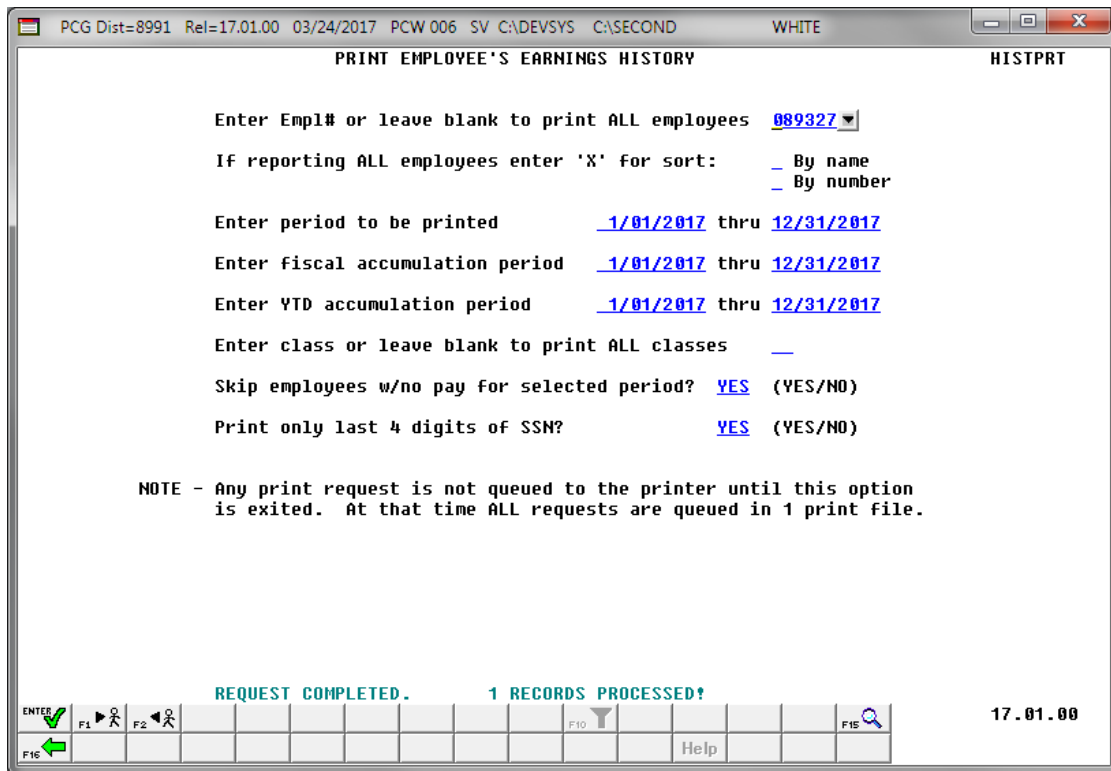 PCG Dist=8991 Rel=17.01.00 03/24/2017 PCW 006 SV C:\DEVSYS C:\SECOND WHITE
PRINT EMPLOYEE'S EARNINGS HISTORY HISTPRT
Enter Empl# or leave blank to print ALL employees 089327
If reporting ALL employees enter 'X' for sort: _ By name
_ By number
Enter period to be printed 1/01/2017 thru 12/31/2017
Enter fiscal accumulation period 1/01/2017 thru 12/31/2017
Enter YTD accumulation period 1/01/2017 thru 12/31/2017
Enter class or leave blank to print ALL classes __
Skip employees w/no pay for selected period? YES (YES/NO)
Print only last 4 digits of SSN? YES (YES/NO)
NOTE - Any print request is not queued to the printer until this option
is exited. At that time ALL requests are queued in 1 print file.
REQUEST COMPLETED. 1 RECORDS PROCESSED!
ENTER F1 F2 F10 F15 17.01.00
F16 Help